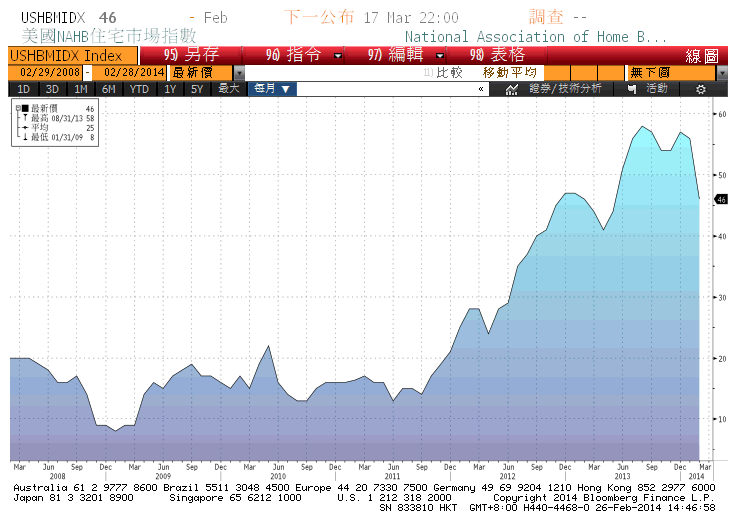 USHBMIDX 46 - Feb 下一公布 17 Mar 22:00 調查 --
美國NAHB住宅市場指數 National Association of Home B...
USHBMIDX Index 95) 另存 96) 指令 97) 編輯 98) 表格 線圖
02/29/2008 - 02/28/2014 最新價 11) 比較 移動平均 無下價
1D 3D 1M 6M YTD 1Y 5Y 最大 每月 ▼ « 證券/技術分析 活動
最新價 46
最高 08/31/13 58
平均 25
最低 01/31/09 8
60
50
46
40
30
20
10
Mar Jun Sep Dec Mar Jun Sep Dec Mar Jun Sep Dec Mar Jun Sep Dec Mar Jun Sep Dec Mar Jun Sep Dec Mar
2008 2009 2010 2011 2012 2013 2014
Australia 61 2 9777 8600 Brazil 5511 3048 4500 Europe 44 20 7330 7500 Germany 49 69 9204 1210 Hong Kong 852 2977 6000
Japan 81 3 3201 8900 Singapore 65 6212 1000 U.S. 1 212 318 2000 Copyright 2014 Bloomberg Finance L.P.
SN 833810 HKT GMT+8:00 H440-4468-0 26-Feb-2014 14:46:58